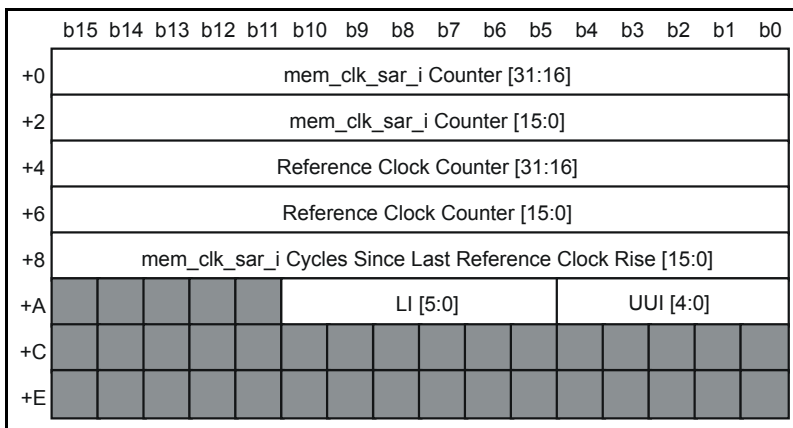 b15 b14 b13 b12 b11 b10 b9 b8 b7 b6 b5 b4 b3 b2 b1 b0
+0 mem_clk_sar_i Counter [31:16]
+2 mem_clk_sar_i Counter [15:0]
+4 Reference Clock Counter [31:16]
+6 Reference Clock Counter [15:0]
+8 mem_clk_sar_i Cycles Since Last Reference Clock Rise [15:0]
+A LI [5:0] UUI [4:0]
+C
+E